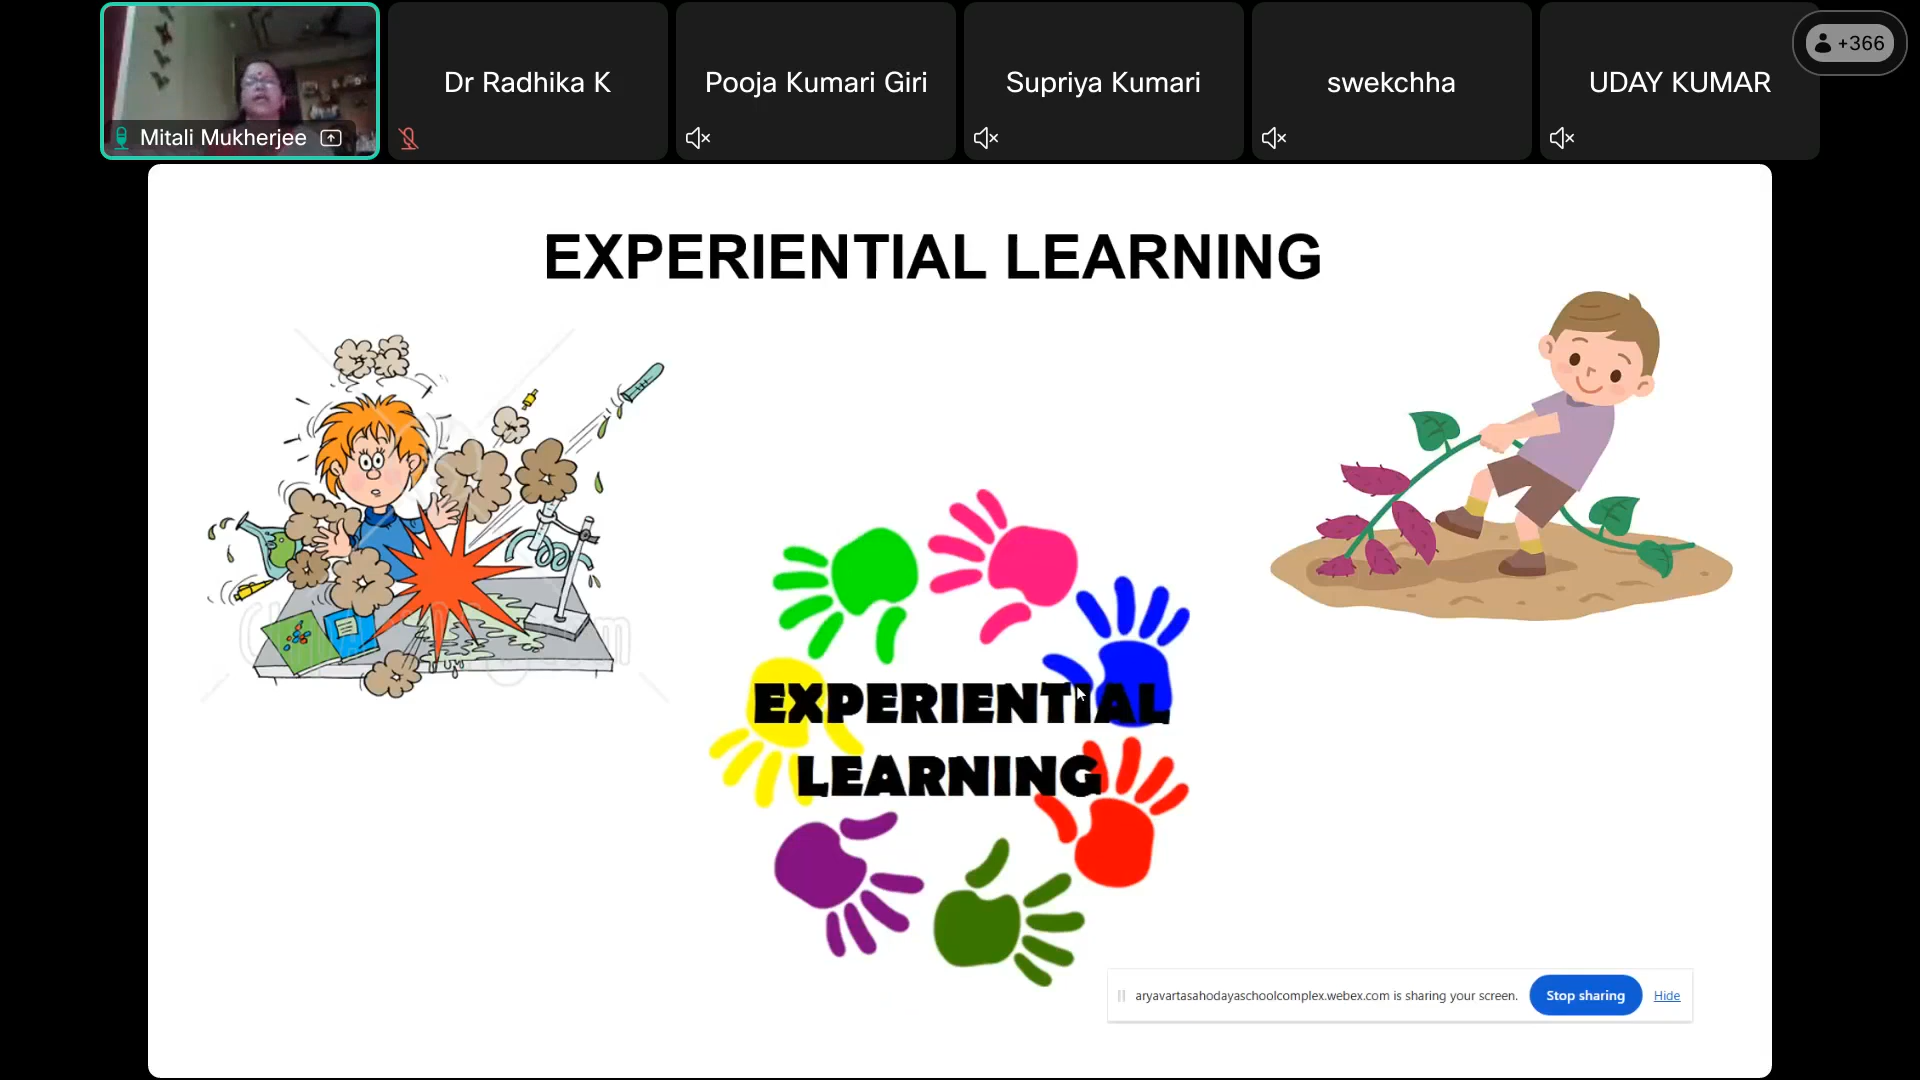 Mitali Mukherjee
Dr Radhika K
Pooja Kumari Giri
Supriya Kumari
swekchha
UDAY KUMAR
+366
EXPERIENTIAL LEARNING
EXPERIENTIAL
LEARNING
aryavartasahodayaschoolcomplex.webex.com is sharing your screen.
Stop sharing
Hide